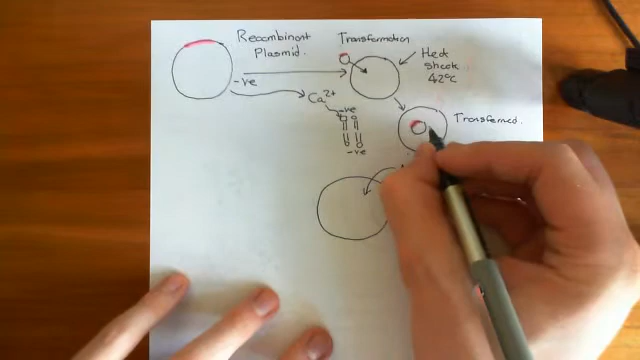 Recombinant
Plasmid.
Transformation
Heat
shock
42°C
-ve
Ca2+
-ve
-ve
Transformed.